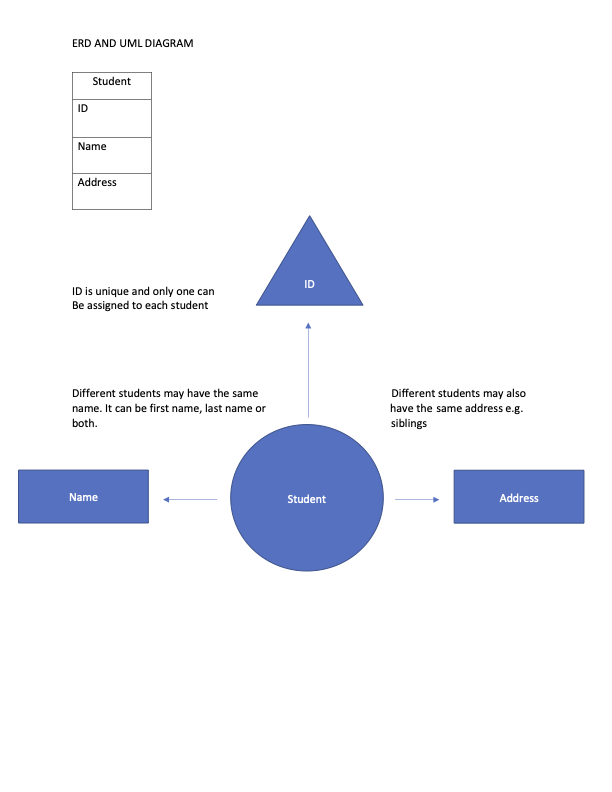 ERD AND UML DIAGRAM
Student
ID
Name
Address
ID
ID is unique and only one can
Be assigned to each student
Different students may have the same
name. It can be first name, last name or
both.
Different students may also
have the same address e.g.
siblings
Name
Student
Address